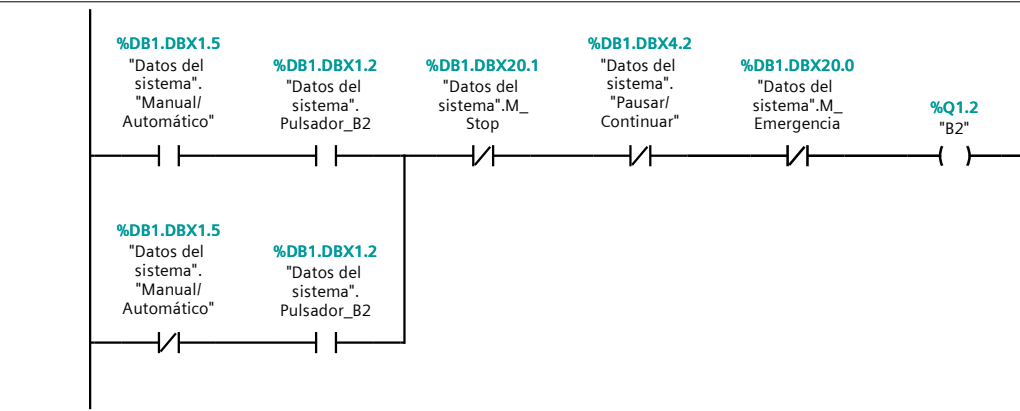 %DB1.DBX1.5
"Datos del
sistema".
"Manual/
Automático"
%DB1.DBX1.2
"Datos del
sistema".
Pulsador_B2
%DB1.DBX20.1
"Datos del
sistema".M_
Stop
%DB1.DBX4.2
"Datos del
sistema".
"Pausar/
Continuar"
%DB1.DBX20.0
"Datos del
sistema".M_
Emergencia
%Q1.2
"B2"
%DB1.DBX1.5
"Datos del
sistema".
"Manual/
Automático"
%DB1.DBX1.2
"Datos del
sistema".
Pulsador_B2